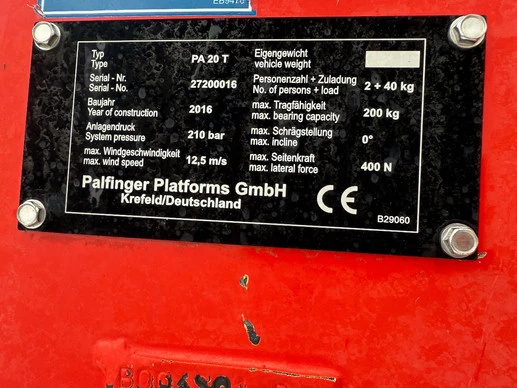 Typ PA 20 T
Type
Serial - Nr. 27200016
Serial - No.
Baujahr 2016
Year of construction
Anlagendruck 210 bar
System pressure
max. Windgeschwindigkeit 12,5 m/s
max. wind speed
Eigengewicht
vehicle weight
Personenzahl + Zuladung 2 + 40 kg
No. of persons + load
max. Tragfähigkeit 200 kg
max. bearing capacity
max. Schrägstellung 0°
max. incline
max. Seitenkraft 400 N
max. lateral force
Palfinger Platforms GmbH
Krefeld/Deutschland
CE
B29060